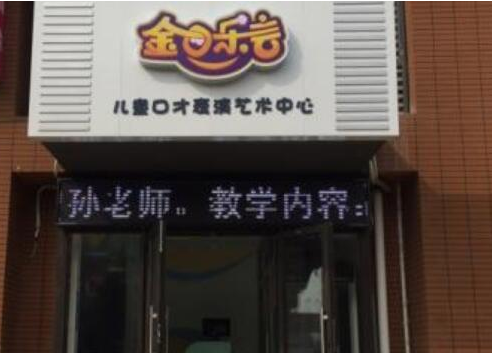 金口乐言
儿童口才表演艺术中心
孙老师。教学内容: